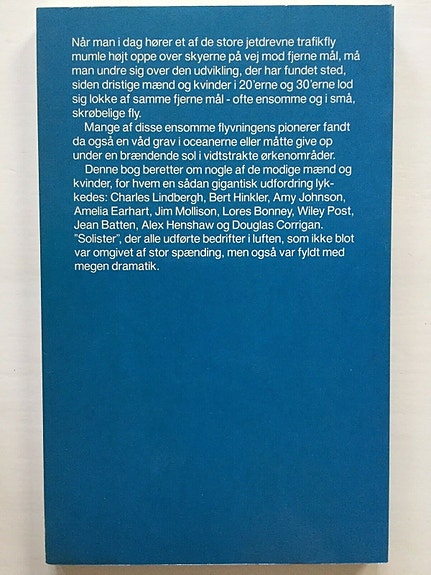 Når man i dag hører et af de store jetdrevne trafikfly
mumle højt oppe over skyerne på vej mod fjerne mål, må
man undre sig over den udvikling, der har fundet sted,
siden dristige mænd og kvinder i 20'erne og 30'erne lod
sig lokke af samme fjerne mål - ofte ensomme og i små,
skrøbelige fly.
Mange af disse ensomme flyvningens pionerer fandt
da også en våd grav i oceanerne eller måtte give op
under en brændende sol i vidtstrakte ørkenområder.
Denne bog beretter om nogle af de modige mænd og
kvinder, for hvem en sådan gigantisk udfordring lyk-
kedes: Charles Lindbergh, Bert Hinkler, Amy Johnson,
Amelia Earhart, Jim Mollison, Lores Bonney, Wiley Post,
Jean Batten, Alex Henshaw og Douglas Corrigan.
"Solister", der alle udførte bedrifter i luften, som ikke blot
var omgivet af stor spænding, men også var fyldt med
megen dramatik.